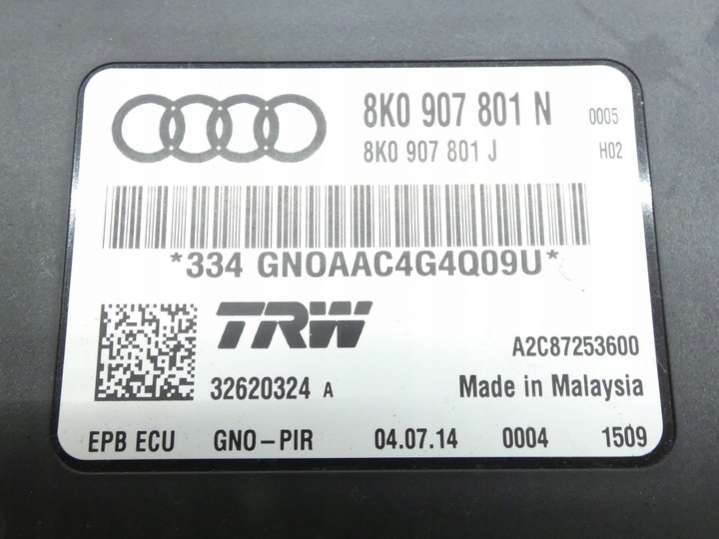 8K0 907 801 N 0005
8K0 907 801 J H02
*334 GNOAAC4G4Q09U*
TRW
A2C87253600
32620324 A Made in Malaysia
EPB ECU GNO-PIR 04.07.14 0004 1509